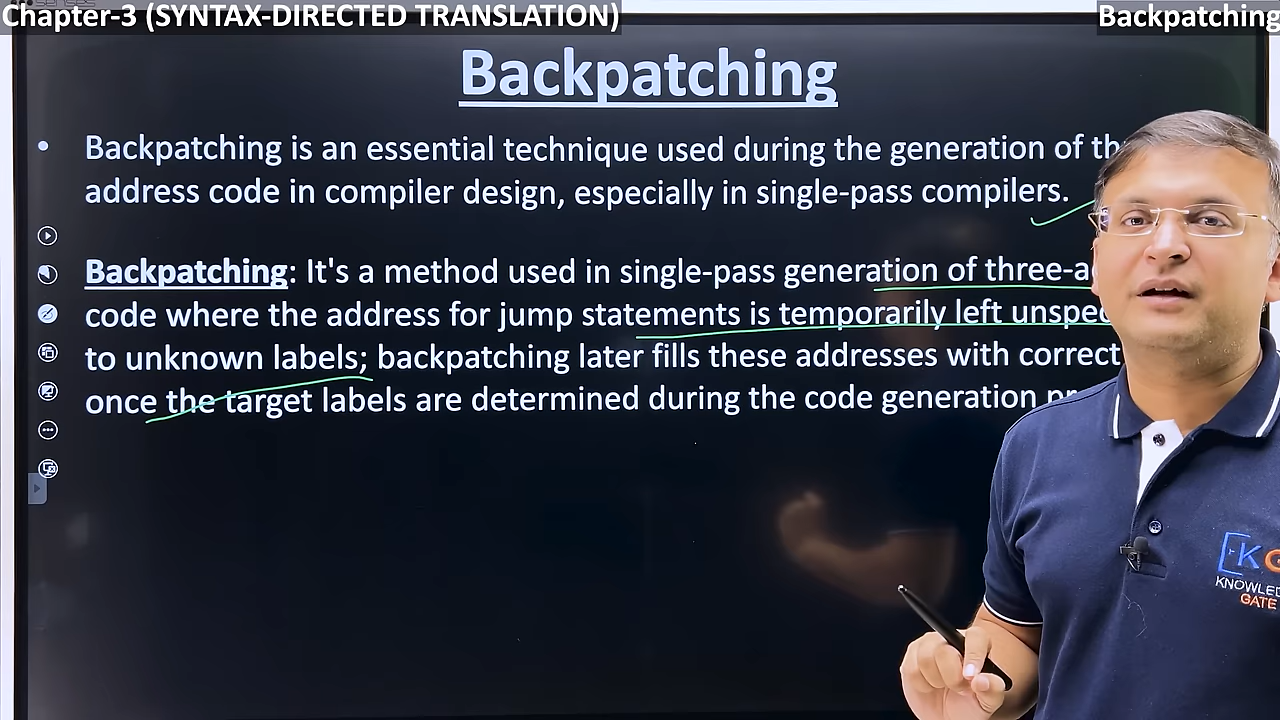 Chapter-3 (SYNTAX-DIRECTED TRANSLATION)
Backpatching
Backpatching
• Backpatching is an essential technique used during the generation of
address code in compiler design, especially in single-pass compilers.
Backpatching: It's a method used in single-pass generation of
code where the address for jump statements is temporarily left
to unknown labels; backpatching later fills these addresses with correct
once the target labels are determined during the code generation
KNOWLED
GATE